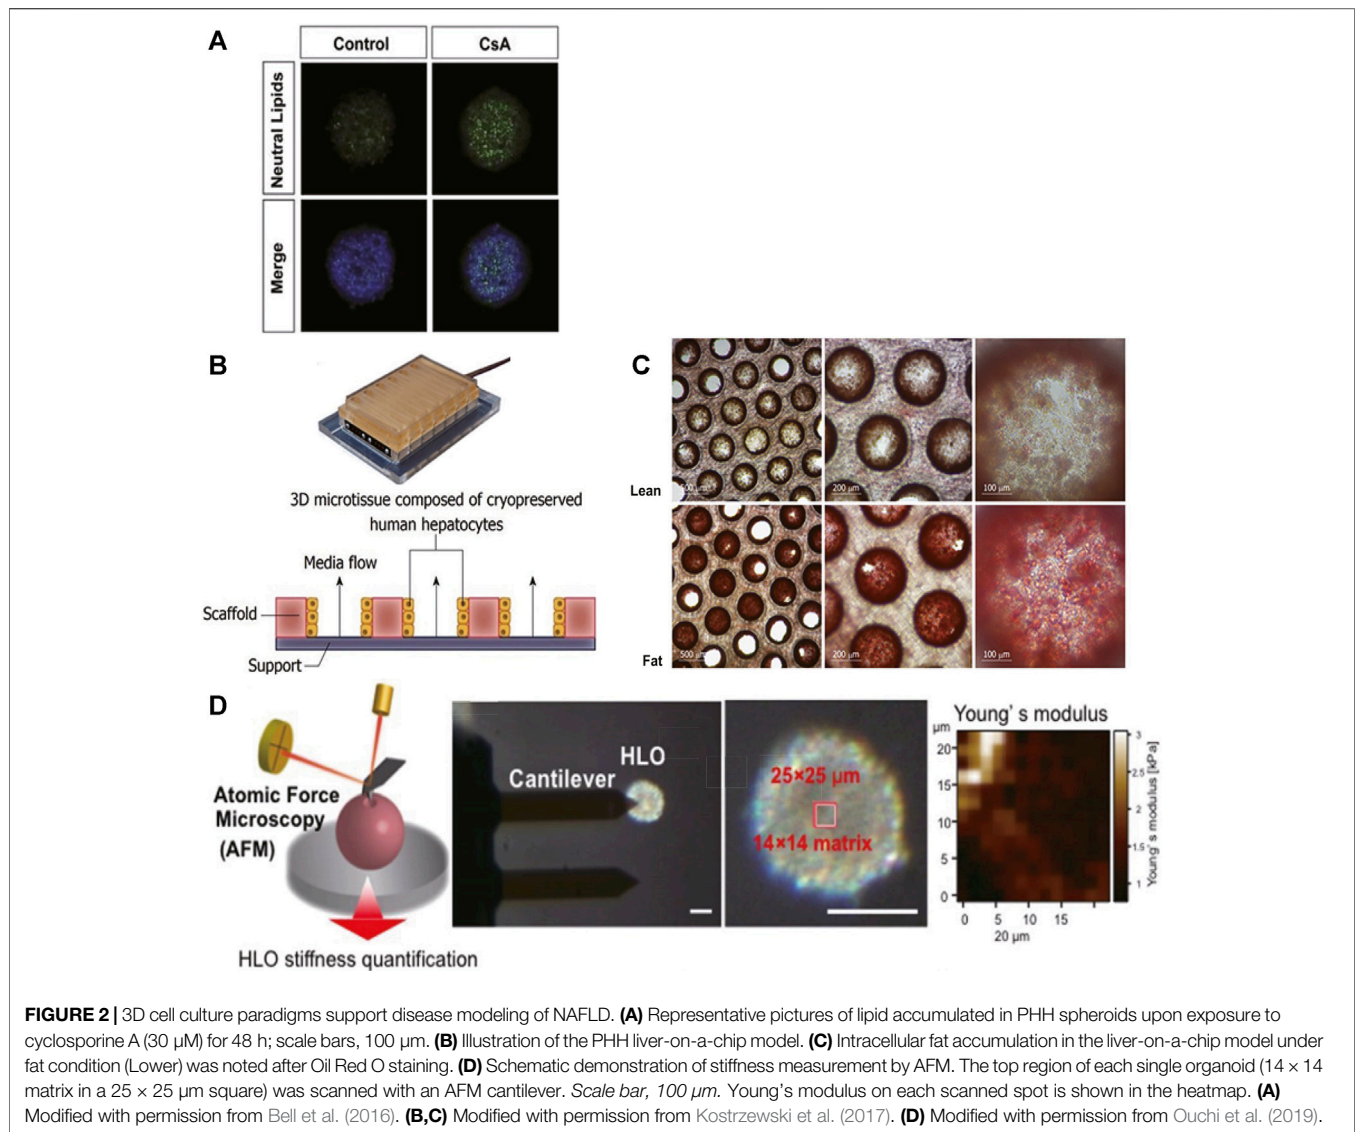 A
Control
CsA
Neutral Lipids
Merge
B
3D microtissue composed of cryopreserved
human hepatocytes
Media flow
Scaffold
Support
C
Lean
500 µm
200 µm
100 µm
Fat
500 µm
200 µm
100 µm
D
Atomic Force
Microscopy
(AFM)
HLO stiffness quantification
Cantilever
HLO
25×25 µm
14×14 matrix
Young' s modulus
µm
20
15
10
5
0
0
5
10
15
20 µm
3
2.5
2
1.5
1
Young' s modulus [kPa]
FIGURE 2 | 3D cell culture paradigms support disease modeling of NAFLD. (A) Representative pictures of lipid accumulated in PHH spheroids upon exposure to
cyclosporine A (30 µM) for 48 h; scale bars, 100 µm. (B) Illustration of the PHH liver-on-a-chip model. (C) Intracellular fat accumulation in the liver-on-a-chip model under
fat condition (Lower) was noted after Oil Red O staining. (D) Schematic demonstration of stiffness measurement by AFM. The top region of each single organoid (14 × 14
matrix in a 25 × 25 µm square) was scanned with an AFM cantilever. Scale bar, 100 µm. Young's modulus on each scanned spot is shown in the heatmap. (A)
Modified with permission from Bell et al. (2016). (B,C) Modified with permission from Kostrzewski et al. (2017). (D) Modified with permission from Ouchi et al. (2019).